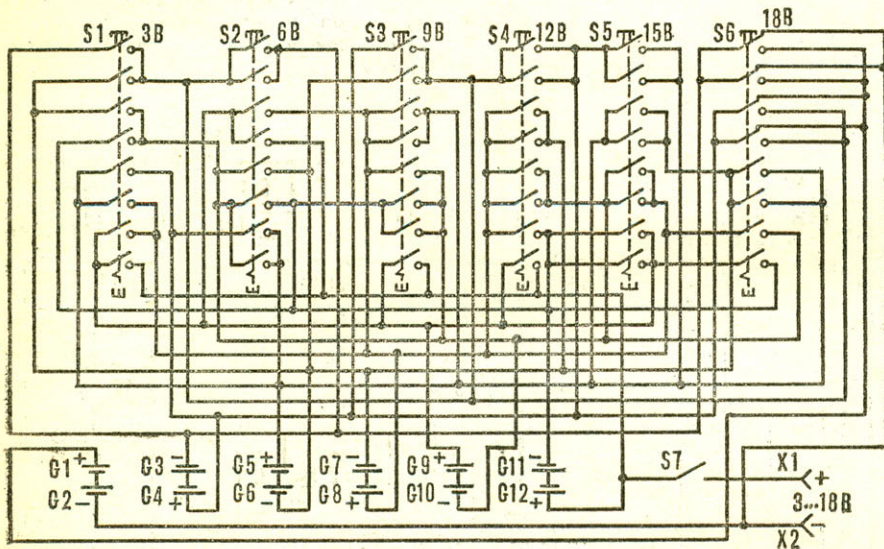 S1 3В S2 6В S3 9В S4 12В S5 15В S6 18В
Е Е Е Е Е Е
G1 + G3 - G5 + G7 - G9 + G11 - S7 X1
G2 - G4 + G6 - G8 + G10 - G12 + +
3...18В
-
X2